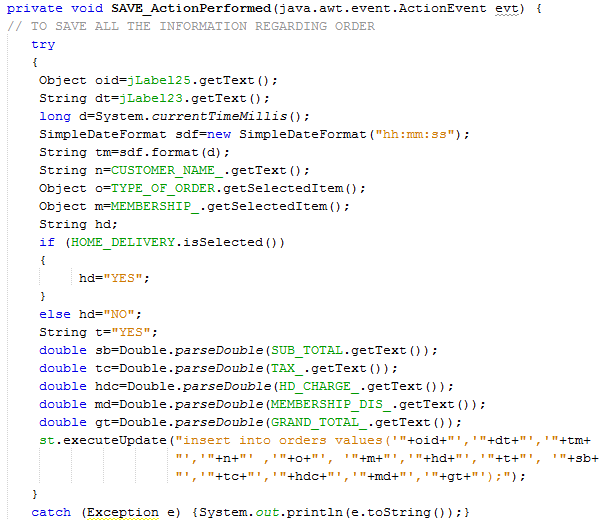 private void SAVE_ActionPerformed(java.awt.event.ActionEvent evt) {
// TO SAVE ALL THE INFORMATION REGARDING ORDER
try
{
Object oid=jLabel25.getText();
String dt=jLabel23.getText();
long d=System.currentTimeMillis();
SimpleDateFormat sdf=new SimpleDateFormat("hh:mm:ss");
String tm=sdf.format(d);
String n=CUSTOMER_NAME_.getText();
Object o=TYPE_OF_ORDER.getSelectedItem();
Object m=MEMBERSHIP_.getSelectedItem();
String hd;
if (HOME_DELIVERY.isSelected())
{
hd="YES";
}
else hd="NO";
String t="YES";
double sb=Double.parseDouble(SUB_TOTAL.getText());
double tc=Double.parseDouble(TAX_.getText());
double hdc=Double.parseDouble(HD_CHARGE_.getText());
double md=Double.parseDouble(MEMBERSHIP_DIS_.getText());
double gt=Double.parseDouble(GRAND_TOTAL_.getText());
st.executeUpdate("insert into orders values('"+oid+"','"+dt+"','"+tm+
"','"+n+"' ,'"+o+"', '"+m+"','"+hd+"','"+t+"', '"+sb+
"','"+tc+"','"+hdc+"','"+md+"','"+gt+"');");
}
catch (Exception e) {System.out.println(e.toString());}